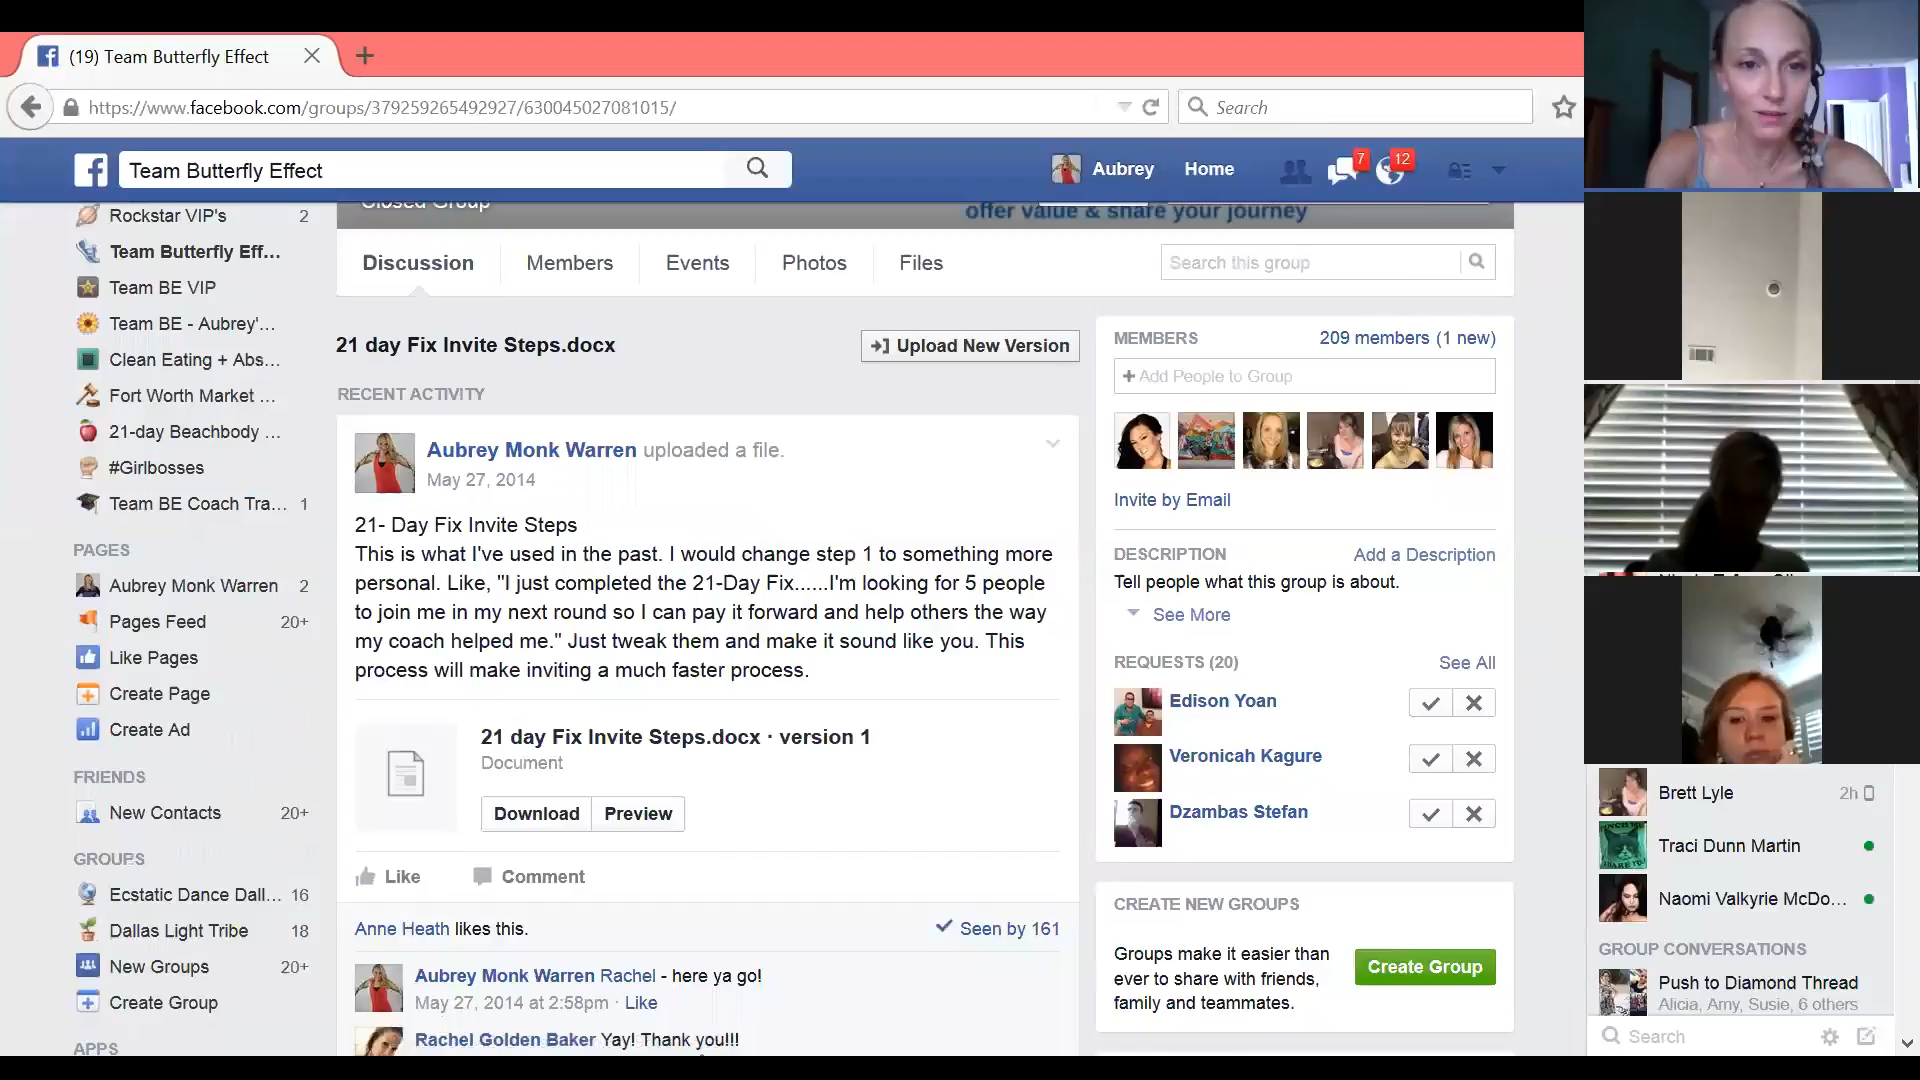 (19) Team Butterfly Effect
https://www.facebook.com/groups/379259265492927/630045027081015/
Search
Team Butterfly Effect
Aubrey
Home
7
12
Rockstar VIP's 2
Team Butterfly Eff...
Team BE VIP
Team BE - Aubrey'...
Clean Eating + Abs...
Fort Worth Market ...
21-day Beachbody ...
#Girlbosses
Team BE Coach Tra... 1
PAGES
Aubrey Monk Warren 2
Pages Feed 20+
Like Pages
Create Page
Create Ad
FRIENDS
New Contacts 20+
GROUPS
Ecstatic Dance Dall... 16
Dallas Light Tribe 18
New Groups 20+
Create Group
APPS
Closed Group
offer value & share your journey
Discussion
Members
Events
Photos
Files
Search this group
21 day Fix Invite Steps.docx
Upload New Version
RECENT ACTIVITY
Aubrey Monk Warren uploaded a file.
May 27, 2014
21- Day Fix Invite Steps
This is what I've used in the past. I would change step 1 to something more
personal. Like, "I just completed the 21-Day Fix......I'm looking for 5 people
to join me in my next round so I can pay it forward and help others the way
my coach helped me." Just tweak them and make it sound like you. This
process will make inviting a much faster process.
21 day Fix Invite Steps.docx · version 1
Document
Download
Preview
Like
Comment
Anne Heath likes this.
Seen by 161
Aubrey Monk Warren Rachel - here ya go!
May 27, 2014 at 2:58pm · Like
Rachel Golden Baker Yay! Thank you!!!
MEMBERS
209 members (1 new)
+ Add People to Group
Invite by Email
DESCRIPTION
Add a Description
Tell people what this group is about.
See More
REQUESTS (20)
See All
Edison Yoan
Veronicah Kagure
Dzambas Stefan
CREATE NEW GROUPS
Groups make it easier than
ever to share with friends,
family and teammates.
Create Group
Brett Lyle 2h
Traci Dunn Martin
Naomi Valkyrie McDo...
GROUP CONVERSATIONS
Push to Diamond Thread
Alicia, Amy, Susie, 6 others
Search